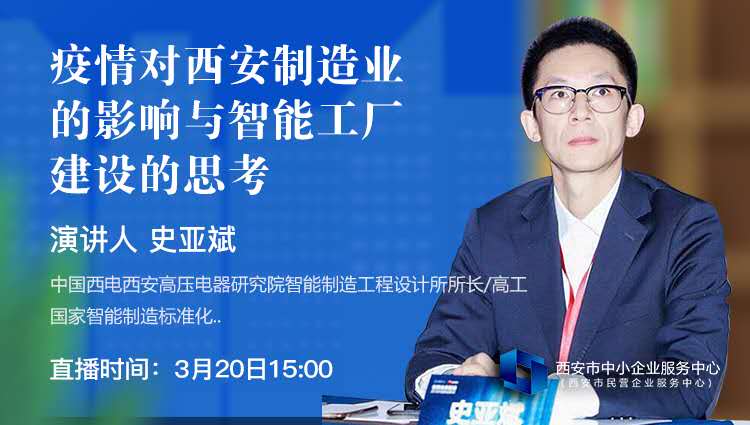 疫情对西安制造业
的影响与智能工厂
建设的思考
演讲人 史亚斌
中国西电西安高压电器研究院智能制造工程设计所所长/高工
国家智能制造标准化..
直播时间：3月20日15:00
西安市中小企业服务中心
（西安市民营企业服务中心）
史亚斌